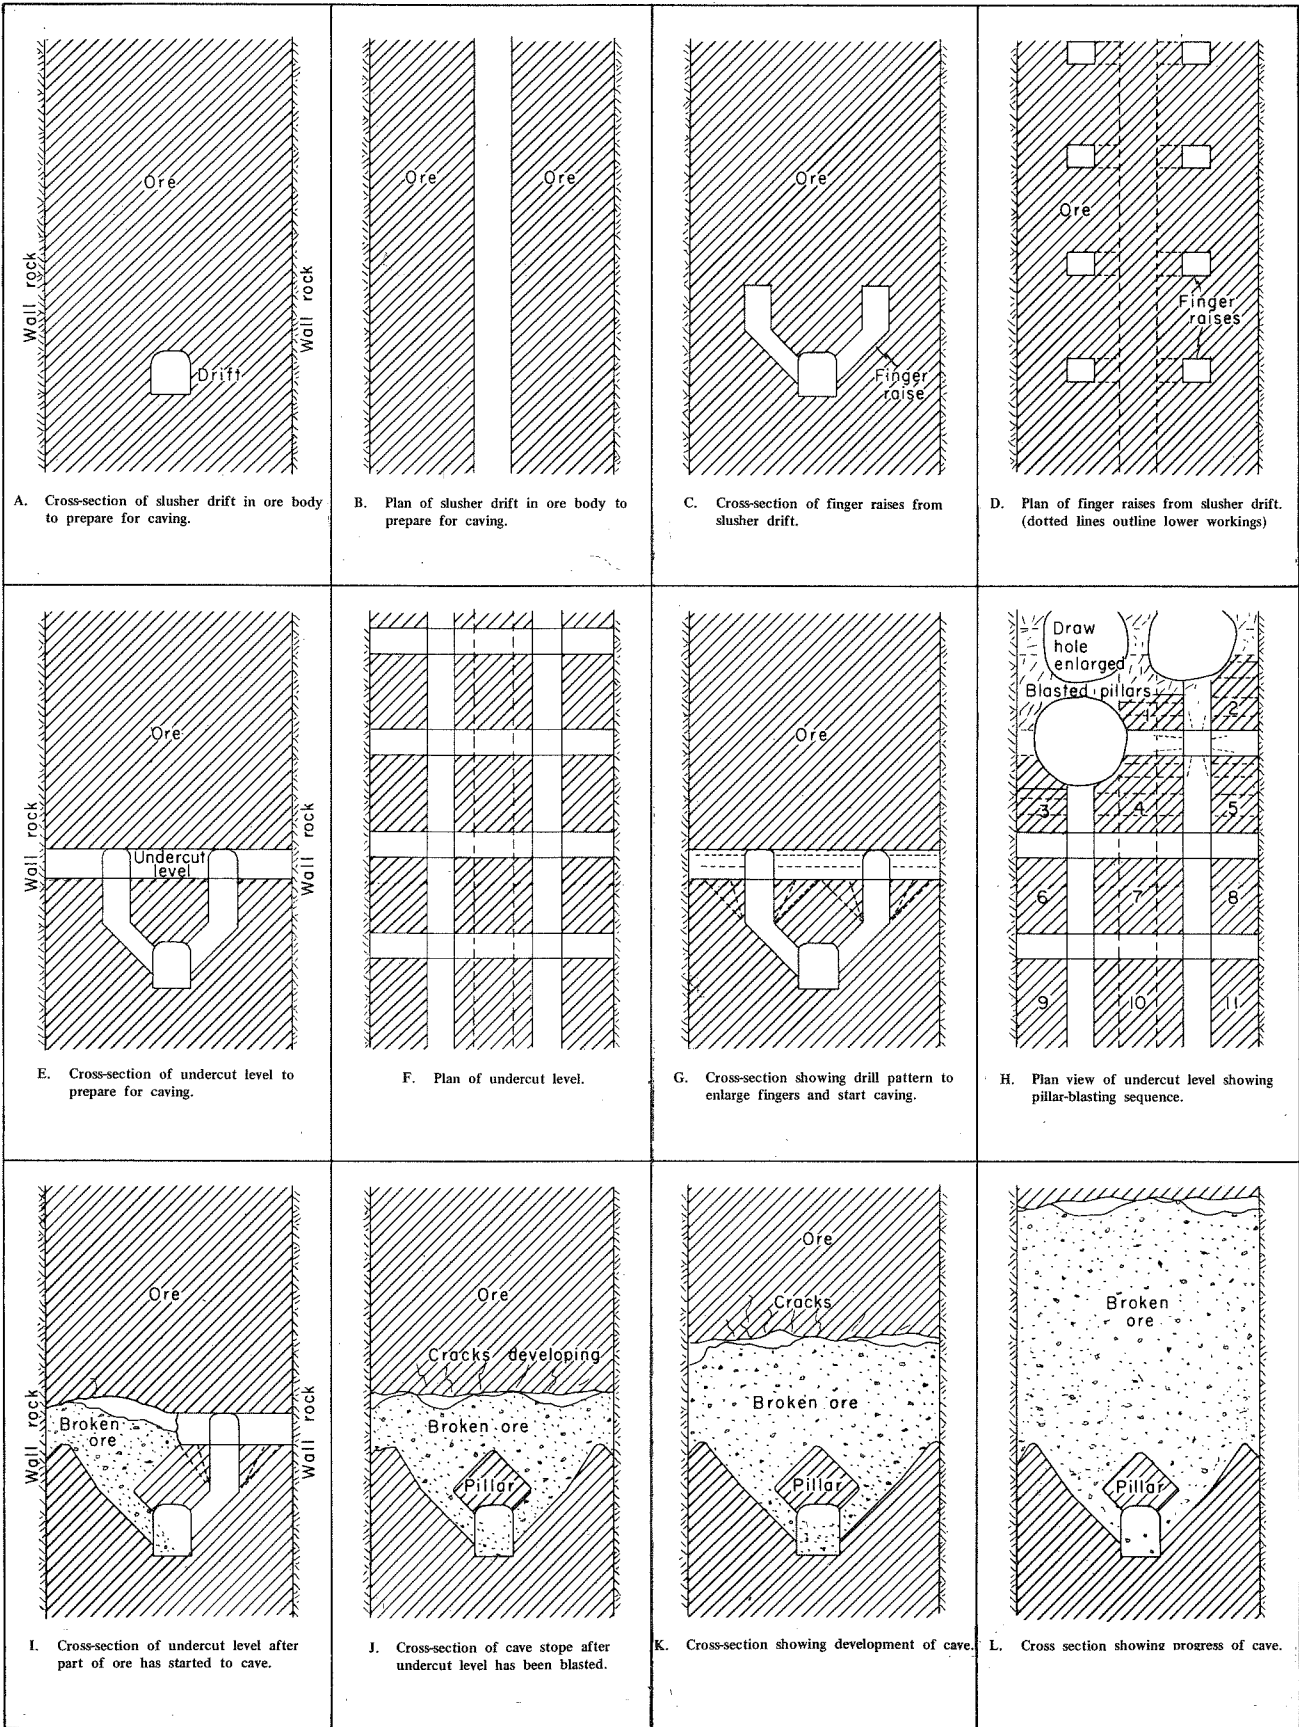 Ore
Wall rock
Wall rock
Drift
A. Cross-section of slusher drift in ore body
to prepare for caving.
Ore
Ore
B. Plan of slusher drift in ore body to
prepare for caving.
Ore
Finger
raise
C. Cross-section of finger raises from
slusher drift.
Ore
Finger
raises
D. Plan of finger raises from slusher drift.
(dotted lines outline lower workings)
Ore
Wall rock
Wall rock
Undercut
level
E. Cross-section of undercut level to
prepare for caving.
F. Plan of undercut level.
Ore
G. Cross-section showing drill pattern to
enlarge fingers and start caving.
Draw
hole
enlarged
Blasted pillars
1
2
3
4
5
6
7
8
9
10
11
H. Plan view of undercut level showing
pillar-blasting sequence.
Ore
Wall rock
Wall rock
Broken
ore
I. Cross-section of undercut level after
part of ore has started to cave.
Ore
Cracks developing
Broken ore
Pillar
J. Cross-section of cave stope after
undercut level has been blasted.
Ore
Cracks
Broken ore
Pillar
K. Cross-section showing development of cave.
Broken
ore
Pillar
L. Cross section showing progress of cave.